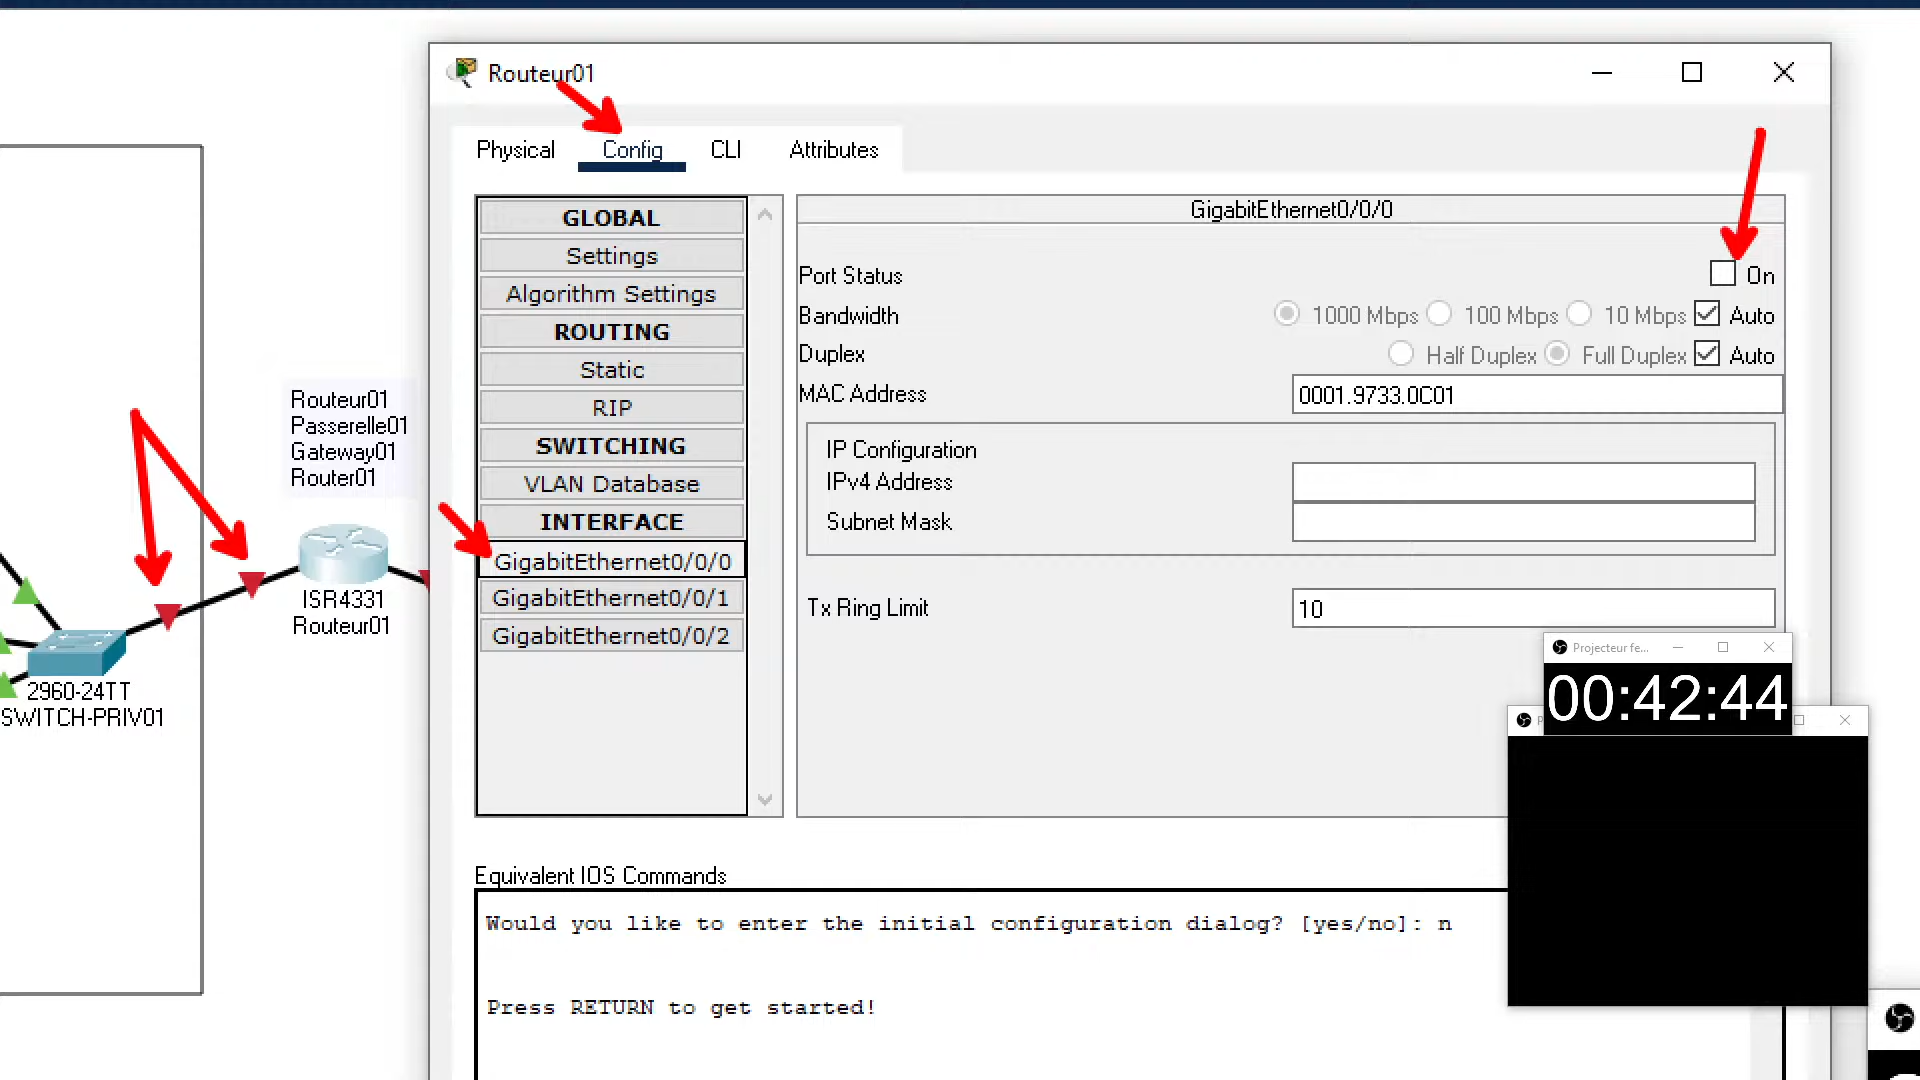 Routeur01
Physical
Config
CLI
Attributes
GLOBAL
Settings
Algorithm Settings
ROUTING
Static
RIP
SWITCHING
VLAN Database
INTERFACE
GigabitEthernet0/0/0
GigabitEthernet0/0/1
GigabitEthernet0/0/2
GigabitEthernet0/0/0
Port Status
On
Bandwidth
1000 Mbps
100 Mbps
10 Mbps
Auto
Duplex
Half Duplex
Full Duplex
Auto
MAC Address
0001.9733.0C01
IP Configuration
IPv4 Address
Subnet Mask
Tx Ring Limit
10
Routeur01
Passerelle01
Gateway01
Router01
ISR4331
Routeur01
2960-24TT
SWITCH-PRIV01
Projecteur fe...
00:42:44
Equivalent IOS Commands
Would you like to enter the initial configuration dialog? [yes/no]: n
Press RETURN to get started!